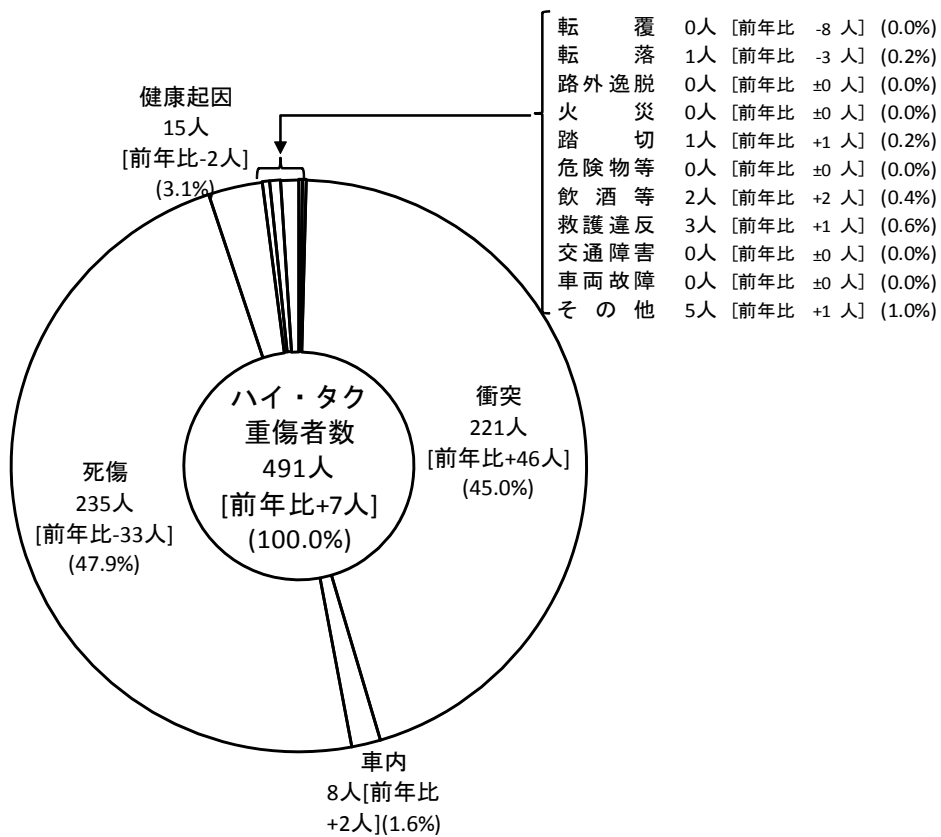 転覆 0人 [前年比 -8 人] (0.0%)
転落 1人 [前年比 -3 人] (0.2%)
路外逸脱 0人 [前年比 ±0 人] (0.0%)
火災 0人 [前年比 ±0 人] (0.0%)
踏切 1人 [前年比 +1 人] (0.2%)
危険物等 0人 [前年比 ±0 人] (0.0%)
飲酒等 2人 [前年比 +2 人] (0.4%)
救護違反 3人 [前年比 +1 人] (0.6%)
交通障害 0人 [前年比 ±0 人] (0.0%)
車両故障 0人 [前年比 ±0 人] (0.0%)
その他 5人 [前年比 +1 人] (1.0%)
健康起因
15人
[前年比-2人]
(3.1%)
ハイ・タク
重傷者数
491人
[前年比+7人]
(100.0%)
衝突
221人
[前年比+46人]
(45.0%)
死傷
235人
[前年比-33人]
(47.9%)
車内
8人[前年比
+2人](1.6%)